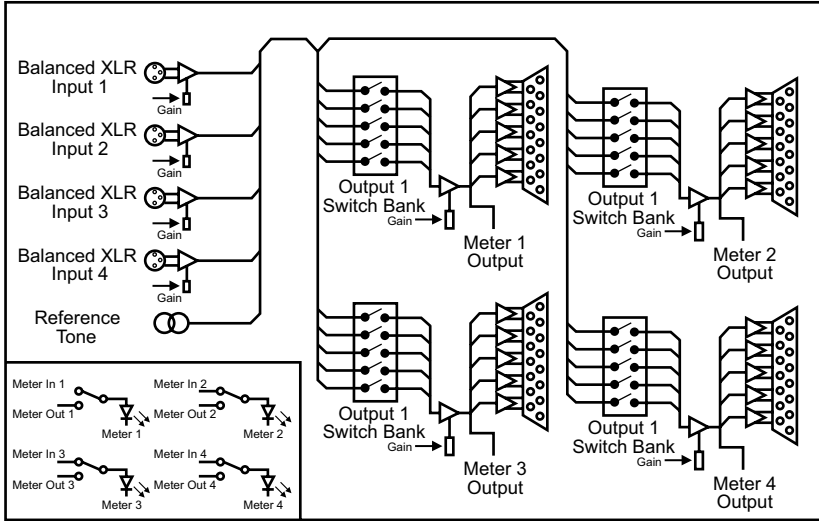 Balanced XLR
Input 1
Gain
Balanced XLR
Input 2
Gain
Balanced XLR
Input 3
Gain
Balanced XLR
Input 4
Gain
Reference
Tone
Output 1
Switch Bank
Gain
Meter 1
Output
Output 1
Switch Bank
Gain
Meter 2
Output
Output 1
Switch Bank
Gain
Meter 3
Output
Output 1
Switch Bank
Gain
Meter 4
Output
Meter In 1
Meter Out 1
Meter 1
Meter In 2
Meter Out 2
Meter 2
Meter In 3
Meter Out 3
Meter 3
Meter In 4
Meter Out 4
Meter 4